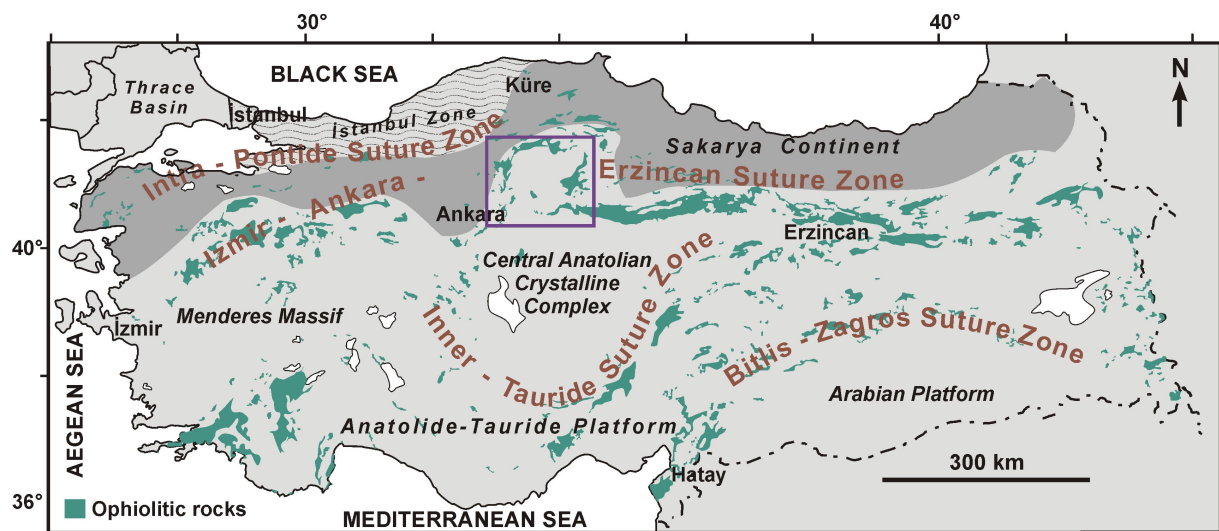 30°
40°
BLACK SEA
Küre
N
Thrace
Basin
İstanbul
İstanbul Zone
Intra - Pontide Suture Zone
Sakarya Continent
Izmir - Ankara -
Erzincan Suture Zone
Ankara
Erzincan
40°
Central Anatolian
Crystalline
Complex
Menderes Massif
İzmir
Inner - Tauride Suture Zone
Bitlis - Zagros Suture Zone
AEGEAN SEA
Arabian Platform
Anatolide-Tauride Platform
Hatay
300 km
36°
Ophiolitic rocks
MEDITERRANEAN SEA